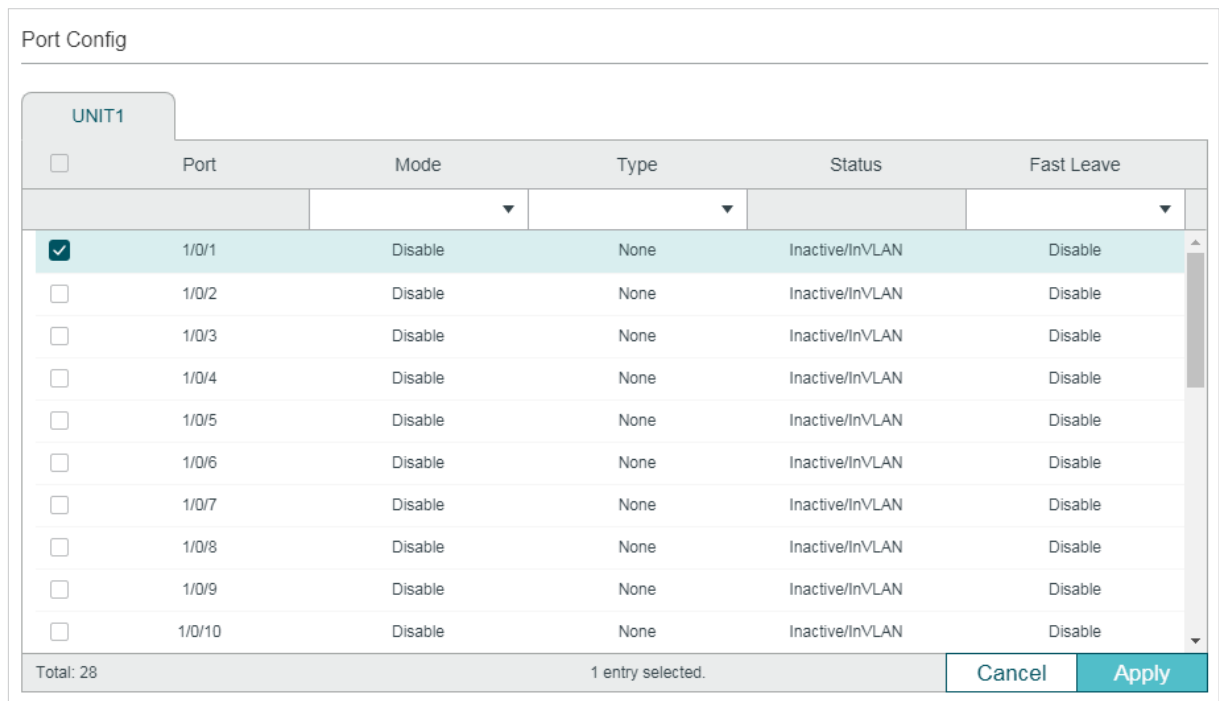 Port Config
UNIT1
Port Mode Type Status Fast Leave
1/0/1 Disable None Inactive/InVLAN Disable
1/0/2 Disable None Inactive/InVLAN Disable
1/0/3 Disable None Inactive/InVLAN Disable
1/0/4 Disable None Inactive/InVLAN Disable
1/0/5 Disable None Inactive/InVLAN Disable
1/0/6 Disable None Inactive/InVLAN Disable
1/0/7 Disable None Inactive/InVLAN Disable
1/0/8 Disable None Inactive/InVLAN Disable
1/0/9 Disable None Inactive/InVLAN Disable
1/0/10 Disable None Inactive/InVLAN Disable
Total: 28 1 entry selected. Cancel Apply